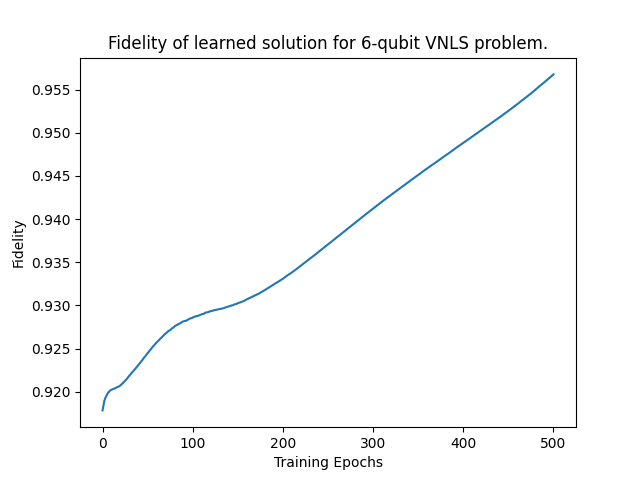 Fidelity of learned solution for 6-qubit VNLS problem.
0.955
0.950
0.945
0.940
0.935
0.930
0.925
0.920
Fidelity
0 100 200 300 400 500
Training Epochs